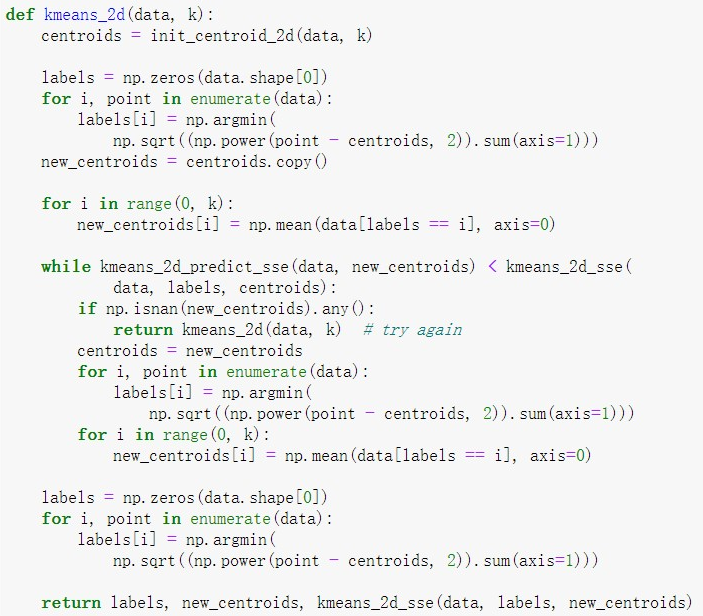 def kmeans_2d(data, k):
    centroids = init_centroid_2d(data, k)

    labels = np.zeros(data.shape[0])
    for i, point in enumerate(data):
        labels[i] = np.argmin(
            np.sqrt((np.power(point - centroids, 2)).sum(axis=1)))
    new_centroids = centroids.copy()

    for i in range(0, k):
        new_centroids[i] = np.mean(data[labels == i], axis=0)

    while kmeans_2d_predict_sse(data, new_centroids) < kmeans_2d_sse(
            data, labels, centroids):
        if np.isnan(new_centroids).any():
            return kmeans_2d(data, k)  # try again
        centroids = new_centroids
        for i, point in enumerate(data):
            labels[i] = np.argmin(
                np.sqrt((np.power(point - centroids, 2)).sum(axis=1)))
        for i in range(0, k):
            new_centroids[i] = np.mean(data[labels == i], axis=0)

    labels = np.zeros(data.shape[0])
    for i, point in enumerate(data):
        labels[i] = np.argmin(
            np.sqrt((np.power(point - centroids, 2)).sum(axis=1)))

    return labels, new_centroids, kmeans_2d_sse(data, labels, new_centroids)